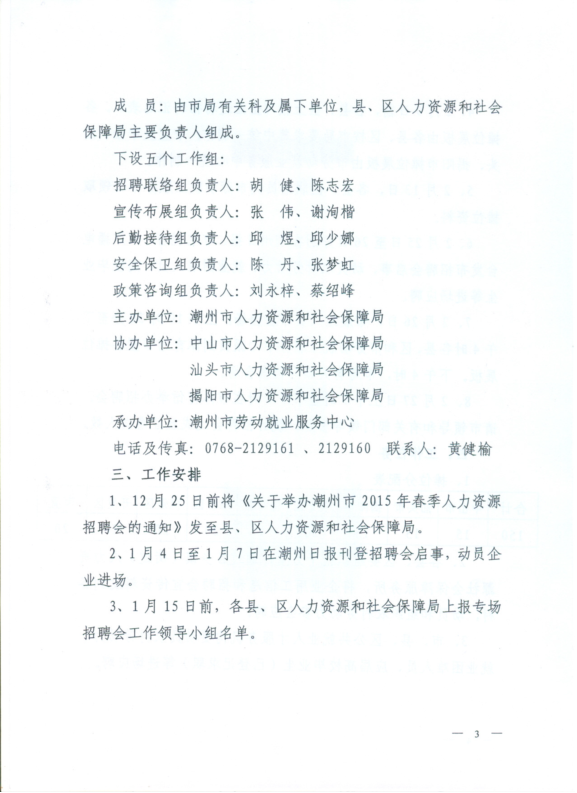 成　员：由市局有关科及属下单位，县、区人力资源和社会
保障局主要负责人组成。
下设五个工作组：
招聘联络组负责人：胡　健、陈志宏
宣传布展组负责人：张　伟、谢洵楷
后勤接待组负责人：邱　煜、邱少娜
安全保卫组负责人：陈　丹、张梦虹
政策咨询组负责人：刘永梓、蔡绍峰
主办单位：潮州市人力资源和社会保障局
协办单位：中山市人力资源和社会保障局
汕头市人力资源和社会保障局
揭阳市人力资源和社会保障局
承办单位：潮州市劳动就业服务中心
电话及传真：0768-2129161 、2129160　联系人：黄健榆
三、工作安排
1、12 月 25 日前将《关于举办潮州市 2015 年春季人力资源
招聘会的通知》发至县、区人力资源和社会保障局。
2、1 月 4 日至 1 月 7 日在潮州日报刊登招聘会启事，动员企
业进场。
3、1 月 15 日前，各县、区人力资源和社会保障局上报专场
招聘会工作领导小组名单。
— 3 —